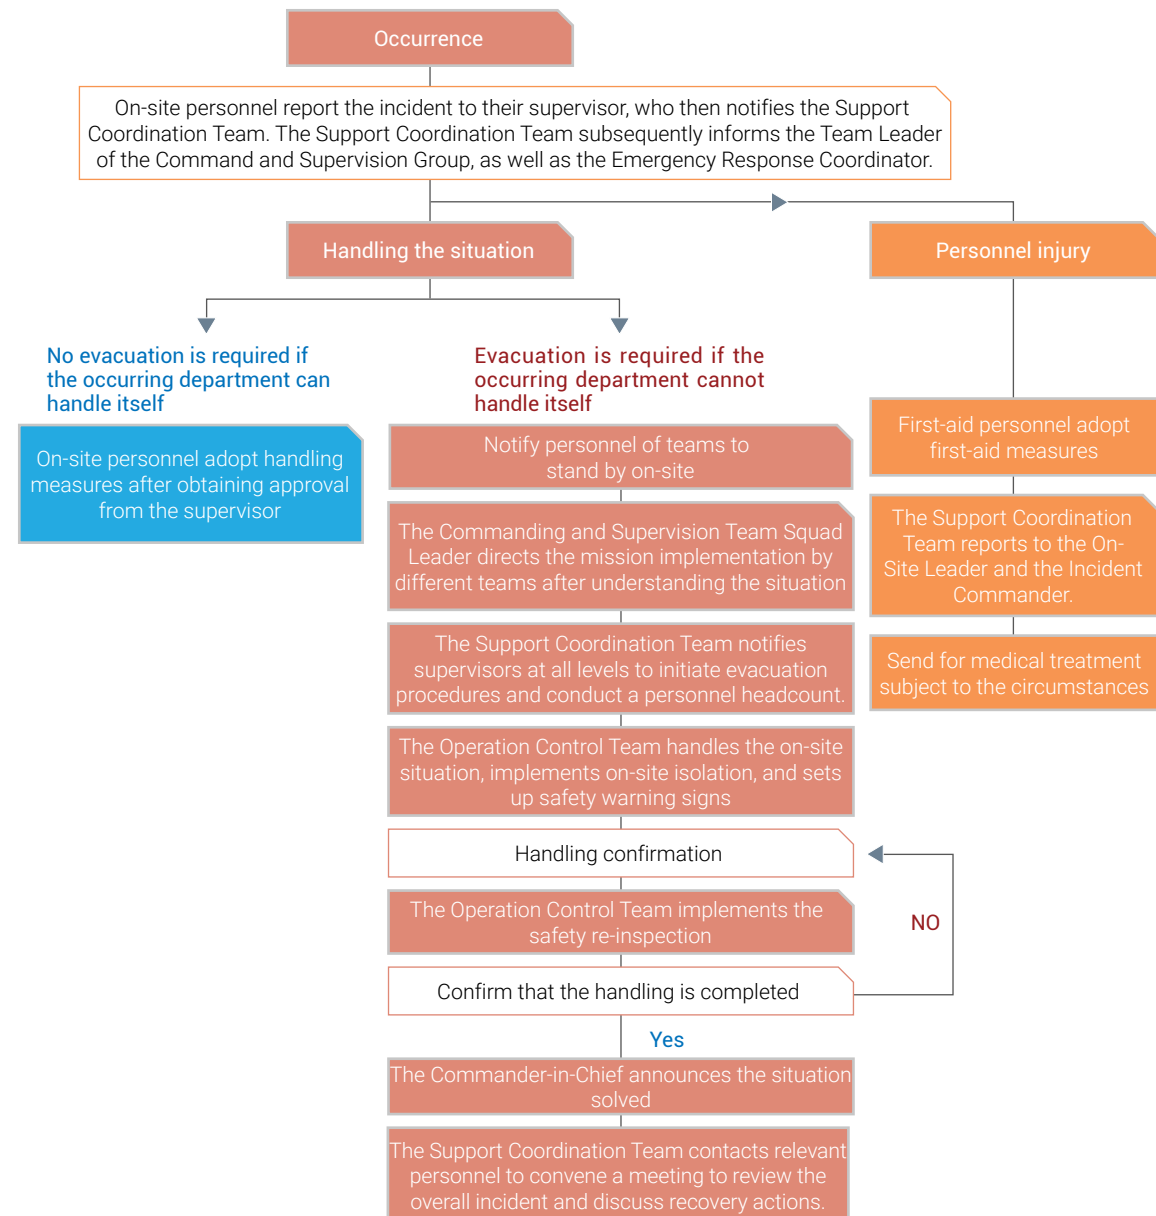 Occurrence
On-site personnel report the incident to their supervisor, who then notifies the Support
Coordination Team. The Support Coordination Team subsequently informs the Team Leader
of the Command and Supervision Group, as well as the Emergency Response Coordinator.
Handling the situation
Personnel injury
No evacuation is required if
the occurring department can
handle itself
On-site personnel adopt handling
measures after obtaining approval
from the supervisor
Evacuation is required if the
occurring department cannot
handle itself
Notify personnel of teams to
stand by on-site
The Commanding and Supervision Team Squad
Leader directs the mission implementation by
different teams after understanding the situation
The Support Coordination Team notifies
supervisors at all levels to initiate evacuation
procedures and conduct a personnel headcount.
The Operation Control Team handles the on-site
situation, implements on-site isolation, and sets
up safety warning signs
Handling confirmation
The Operation Control Team implements the
safety re-inspection
Confirm that the handling is completed
NO
Yes
The Commander-in-Chief announces the situation
solved
The Support Coordination Team contacts relevant
personnel to convene a meeting to review the
overall incident and discuss recovery actions.
First-aid personnel adopt
first-aid measures
The Support Coordination
Team reports to the On-
Site Leader and the Incident
Commander.
Send for medical treatment
subject to the circumstances